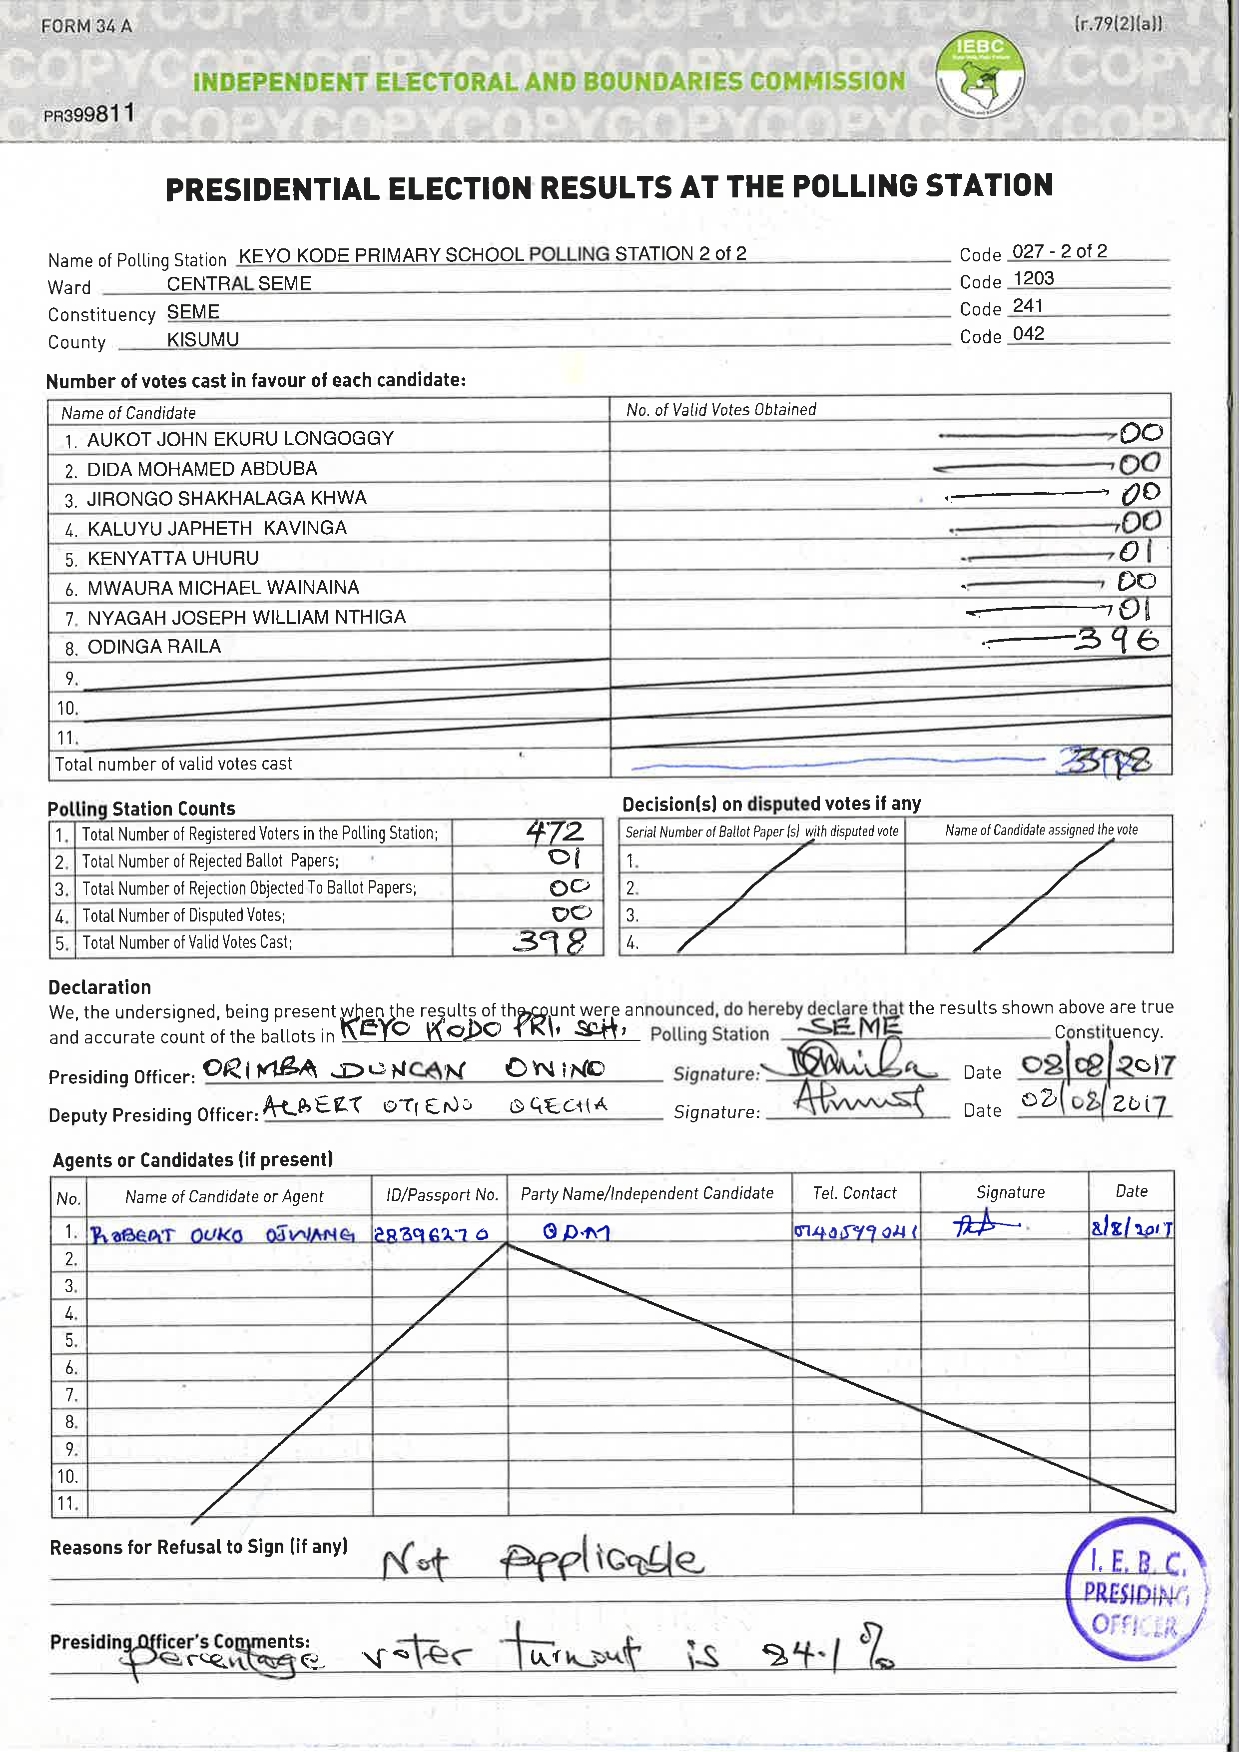 FORM 34 A
(r.79(2)(a))
IEBC
INDEPENDENT ELECTORAL AND BOUNDARIES COMMISSION
PR399811
PRESIDENTIAL ELECTION RESULTS AT THE POLLING STATION
Name of Polling Station KEYO KODE PRIMARY SCHOOL POLLING STATION 2 of 2 Code 027 - 2 of 2
Ward CENTRAL SEME Code 1203
Constituency SEME Code 241
County KISUMU Code 042
Number of votes cast in favour of each candidate:
Name of Candidate No. of Valid Votes Obtained
1. AUKOT JOHN EKURU LONGOGGY 00
2. DIDA MOHAMED ABDUBA 00
3. JIRONGO SHAKHALAGA KHWA 00
4. KALUYU JAPHETH KAVINGA 00
5. KENYATTA UHURU 01
6. MWAURA MICHAEL WAINAINA 00
7. NYAGAH JOSEPH WILLIAM NTHIGA 01
8. ODINGA RAILA 396
9.
10.
11.
Total number of valid votes cast 398
Polling Station Counts
1. Total Number of Registered Voters in the Polling Station; 472
2. Total Number of Rejected Ballot Papers; 01
3. Total Number of Rejection Objected To Ballot Papers; 00
4. Total Number of Disputed Votes; 00
5. Total Number of Valid Votes Cast; 398
Decision(s) on disputed votes if any
Serial Number of Ballot Paper (s) with disputed vote Name of Candidate assigned the vote
1.
2.
3.
4.
Declaration
We, the undersigned, being present when the results of the count were announced, do hereby declare that the results shown above are true
and accurate count of the ballots in KEYO KODO PRI. SCH, Polling Station SEME Constituency.
Presiding Officer: ORIMBA DUNCAN OWINO Signature: Date 08/08/2017
Deputy Presiding Officer: ALBERT OTIENO OGECHA Signature: Date 08/08/2017
Agents or Candidates (if present)
No. Name of Candidate or Agent ID/Passport No. Party Name/Independent Candidate Tel. Contact Signature Date
1. ROBERT OUKO OJWANG 28396270 ODM 0740599041 8/8/2017
2.
3.
4.
5.
6.
7.
8.
9.
10.
11.
Reasons for Refusal to Sign (if any) Not Applicable
I. E. B. C.
PRESIDING
OFFICER
Presiding Officer's Comments:
Percentage voter turnout is 84.1 %